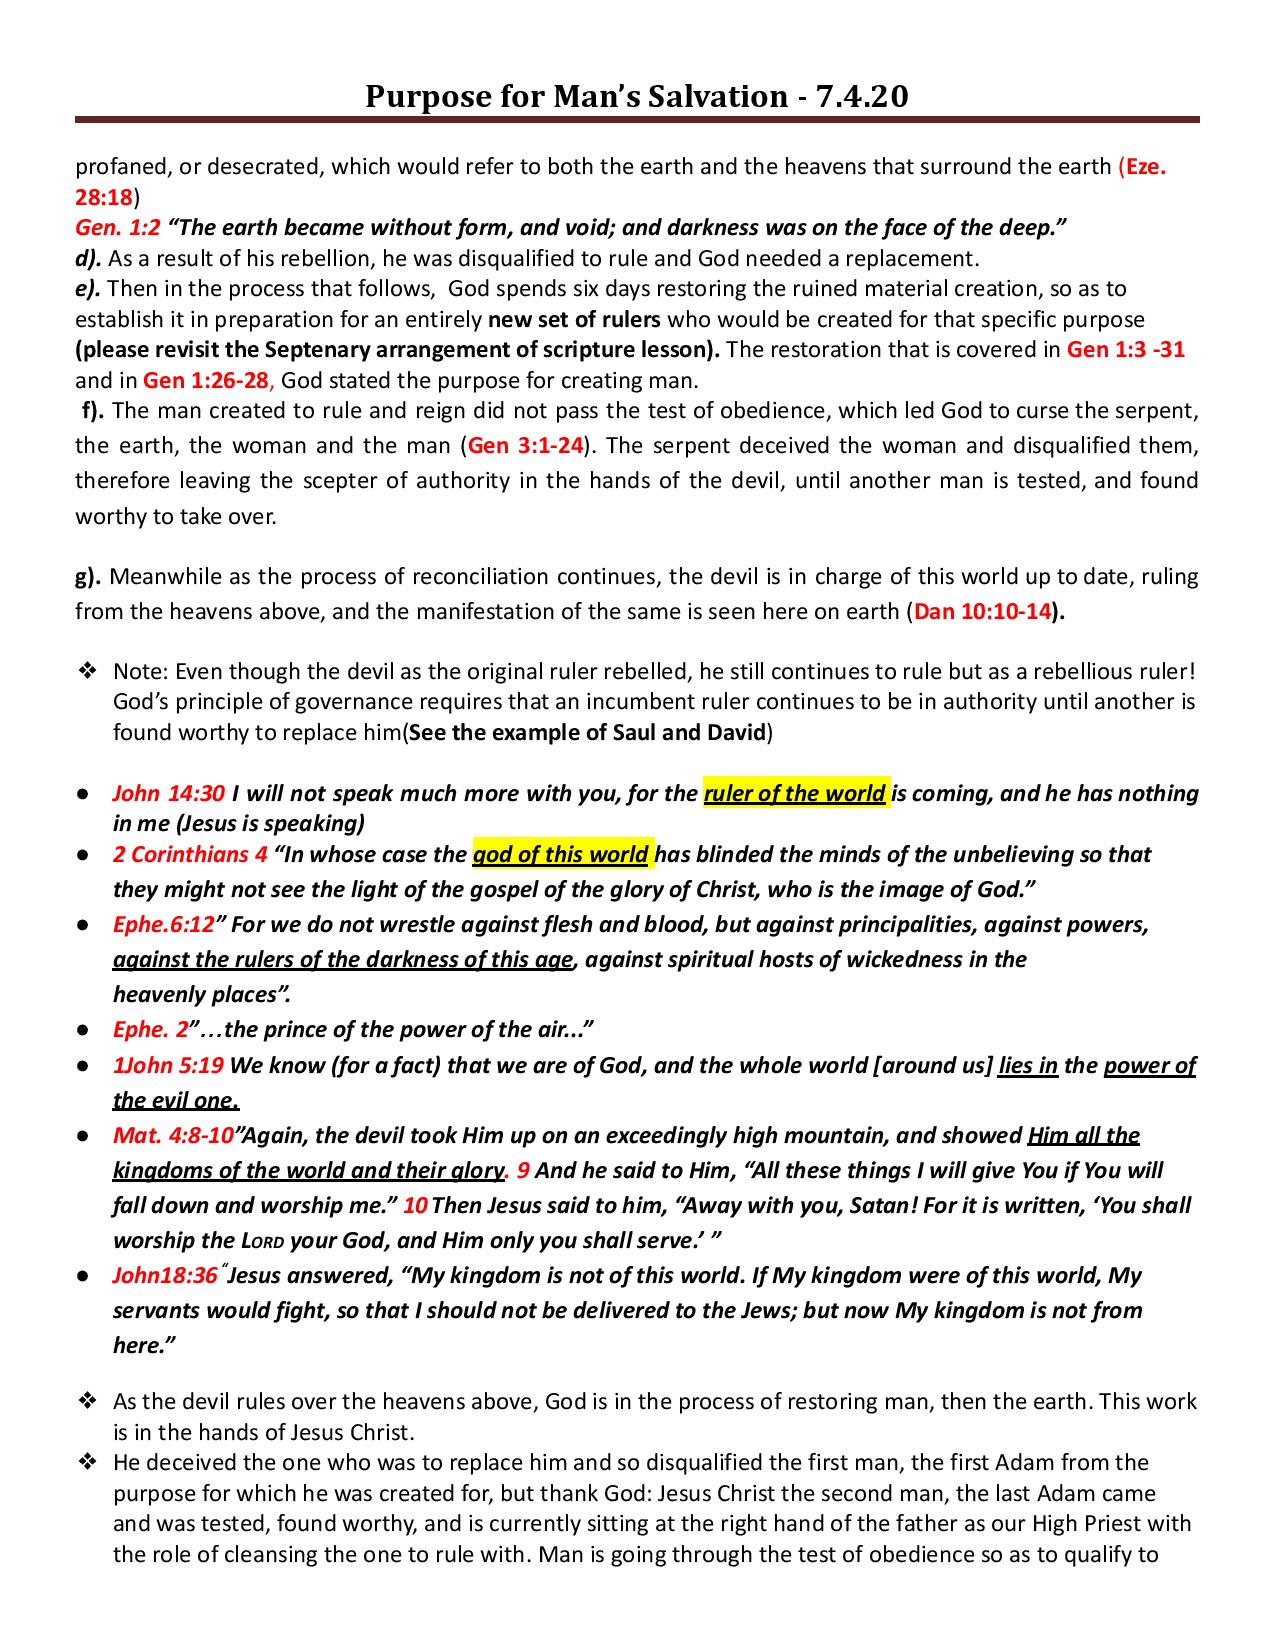 Purpose for Man’s Salvation - 7.4.20
profaned, or desecrated, which would refer to both the earth and the heavens that surround the earth (Eze.
28:18)
Gen. 1:2 “The earth became without form, and void; and darkness was on the face of the deep.”
d). As a result of his rebellion, he was disqualified to rule and God needed a replacement.
e). Then in the process that follows,  God spends six days restoring the ruined material creation, so as to
establish it in preparation for an entirely new set of rulers who would be created for that specific purpose
(please revisit the Septenary arrangement of scripture lesson). The restoration that is covered in Gen 1:3 -31
and in Gen 1:26-28, God stated the purpose for creating man.
f). The man created to rule and reign did not pass the test of obedience, which led God to curse the serpent,
the earth, the woman and the man (Gen 3:1-24). The serpent deceived the woman and disqualified them,
therefore leaving the scepter of authority in the hands of the devil, until another man is tested, and found
worthy to take over.
g). Meanwhile as the process of reconciliation continues, the devil is in charge of this world up to date, ruling
from the heavens above, and the manifestation of the same is seen here on earth (Dan 10:10-14).
❖ Note: Even though the devil as the original ruler rebelled, he still continues to rule but as a rebellious ruler!
God’s principle of governance requires that an incumbent ruler continues to be in authority until another is
found worthy to replace him(See the example of Saul and David)
● John 14:30 I will not speak much more with you, for the ruler of the world is coming, and he has nothing
in me (Jesus is speaking)
● 2 Corinthians 4 “In whose case the god of this world has blinded the minds of the unbelieving so that
they might not see the light of the gospel of the glory of Christ, who is the image of God.”
● Ephe.6:12” For we do not wrestle against flesh and blood, but against principalities, against powers,
against the rulers of the darkness of this age, against spiritual hosts of wickedness in the
heavenly places”.
● Ephe. 2”…the prince of the power of the air...”
● 1John 5:19 We know (for a fact) that we are of God, and the whole world [around us] lies in the power of
the evil one.
● Mat. 4:8-10”Again, the devil took Him up on an exceedingly high mountain, and showed Him all the
kingdoms of the world and their glory. 9 And he said to Him, “All these things I will give You if You will
fall down and worship me.” 10 Then Jesus said to him, “Away with you, Satan! For it is written, ‘You shall
worship the LORD your God, and Him only you shall serve.’ ”
● John18:36 “Jesus answered, “My kingdom is not of this world. If My kingdom were of this world, My
servants would fight, so that I should not be delivered to the Jews; but now My kingdom is not from
here.”
❖ As the devil rules over the heavens above, God is in the process of restoring man, then the earth. This work
is in the hands of Jesus Christ.
❖ He deceived the one who was to replace him and so disqualified the first man, the first Adam from the
purpose for which he was created for, but thank God: Jesus Christ the second man, the last Adam came
and was tested, found worthy, and is currently sitting at the right hand of the father as our High Priest with
the role of cleansing the one to rule with. Man is going through the test of obedience so as to qualify to